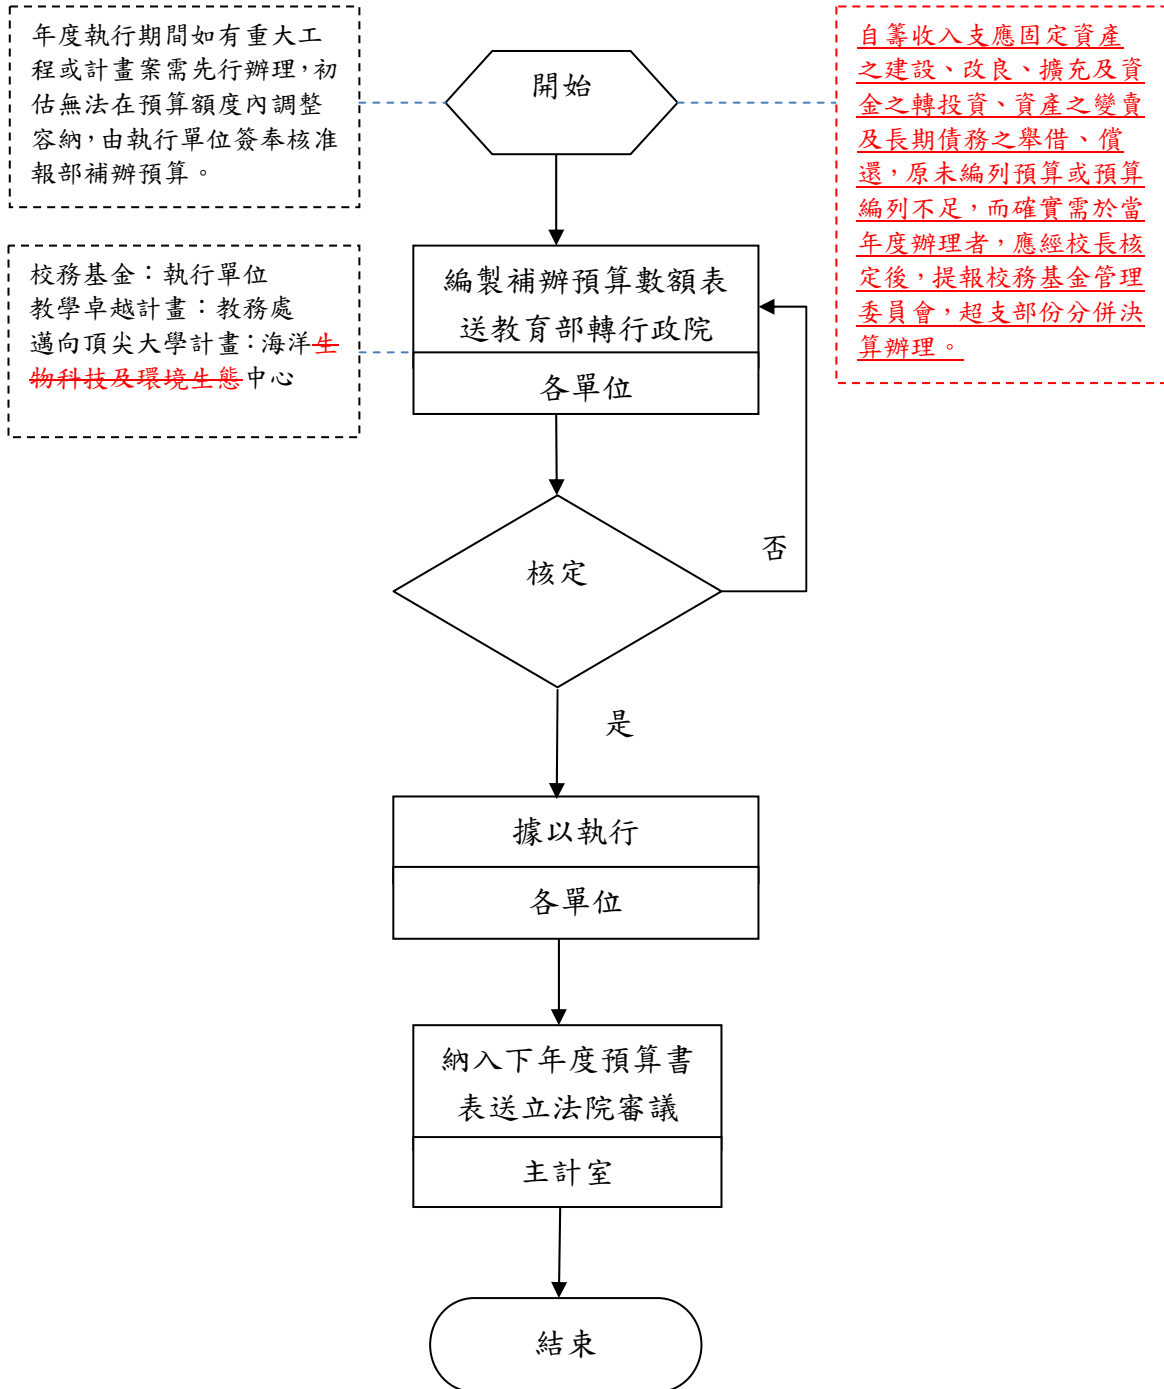 年度執行期間如有重大工
程或計畫案需先行辦理,初
估無法在預算額度內調整
容納,由執行單位簽奉核准
報部補辦預算。
開始
自籌收入支應固定資產
之建設、改良、擴充及資
金之轉投資、資產之變賣
及長期債務之舉借、償
還,原未編列預算或預算
編列不足,而確實需於當
年度辦理者,應經校長核
定後,提報校務基金管理
委員會,超支部份分併決
算辦理。
校務基金：執行單位
教學卓越計畫：教務處
邁向頂尖大學計畫：海洋生
物科技及環境生態中心
編製補辦預算數額表
送教育部轉行政院
各單位
核定
否
是
據以執行
各單位
納入下年度預算書
表送立法院審議
主計室
結束